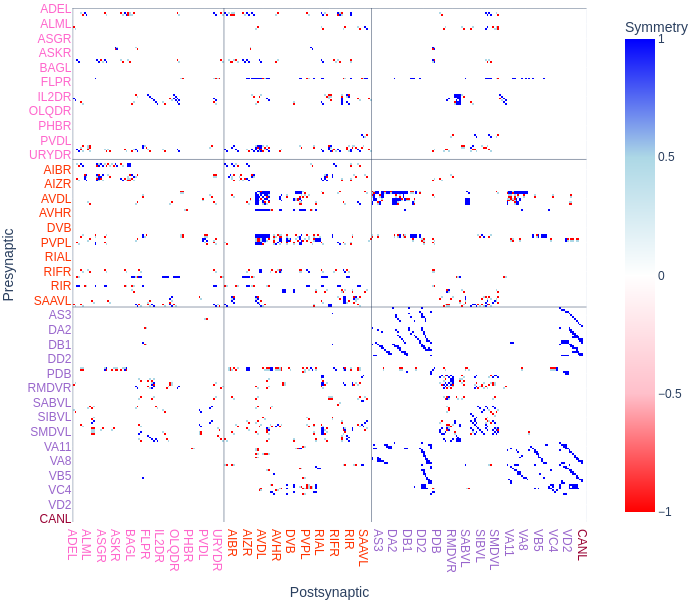 Symmetry
1
0.5
0
−0.5
−1
Presynaptic
ADEL
ALML
ASGR
ASKR
BAGL
FLPR
IL2DR
OLQDR
PHBR
PVDL
URYDR
AIBR
AIZR
AVDL
AVHR
DVB
PVPL
RIAL
RIFR
RIR
SAAVL
AS3
DA2
DB1
DD2
PDB
RMDVR
SABVL
SIBVL
SMDVL
VA11
VA8
VB5
VC4
VD2
CANL
ADEL
ALML
ASGR
ASKR
BAGL
FLPR
IL2DR
OLQDR
PHBR
PVDL
URYDR
AIBR
AIZR
AVDL
AVHR
DVB
PVPL
RIAL
RIFR
RIR
SAAVL
AS3
DA2
DB1
DD2
PDB
RMDVR
SABVL
SIBVL
SMDVL
VA11
VA8
VB5
VC4
VD2
CANL
Postsynaptic